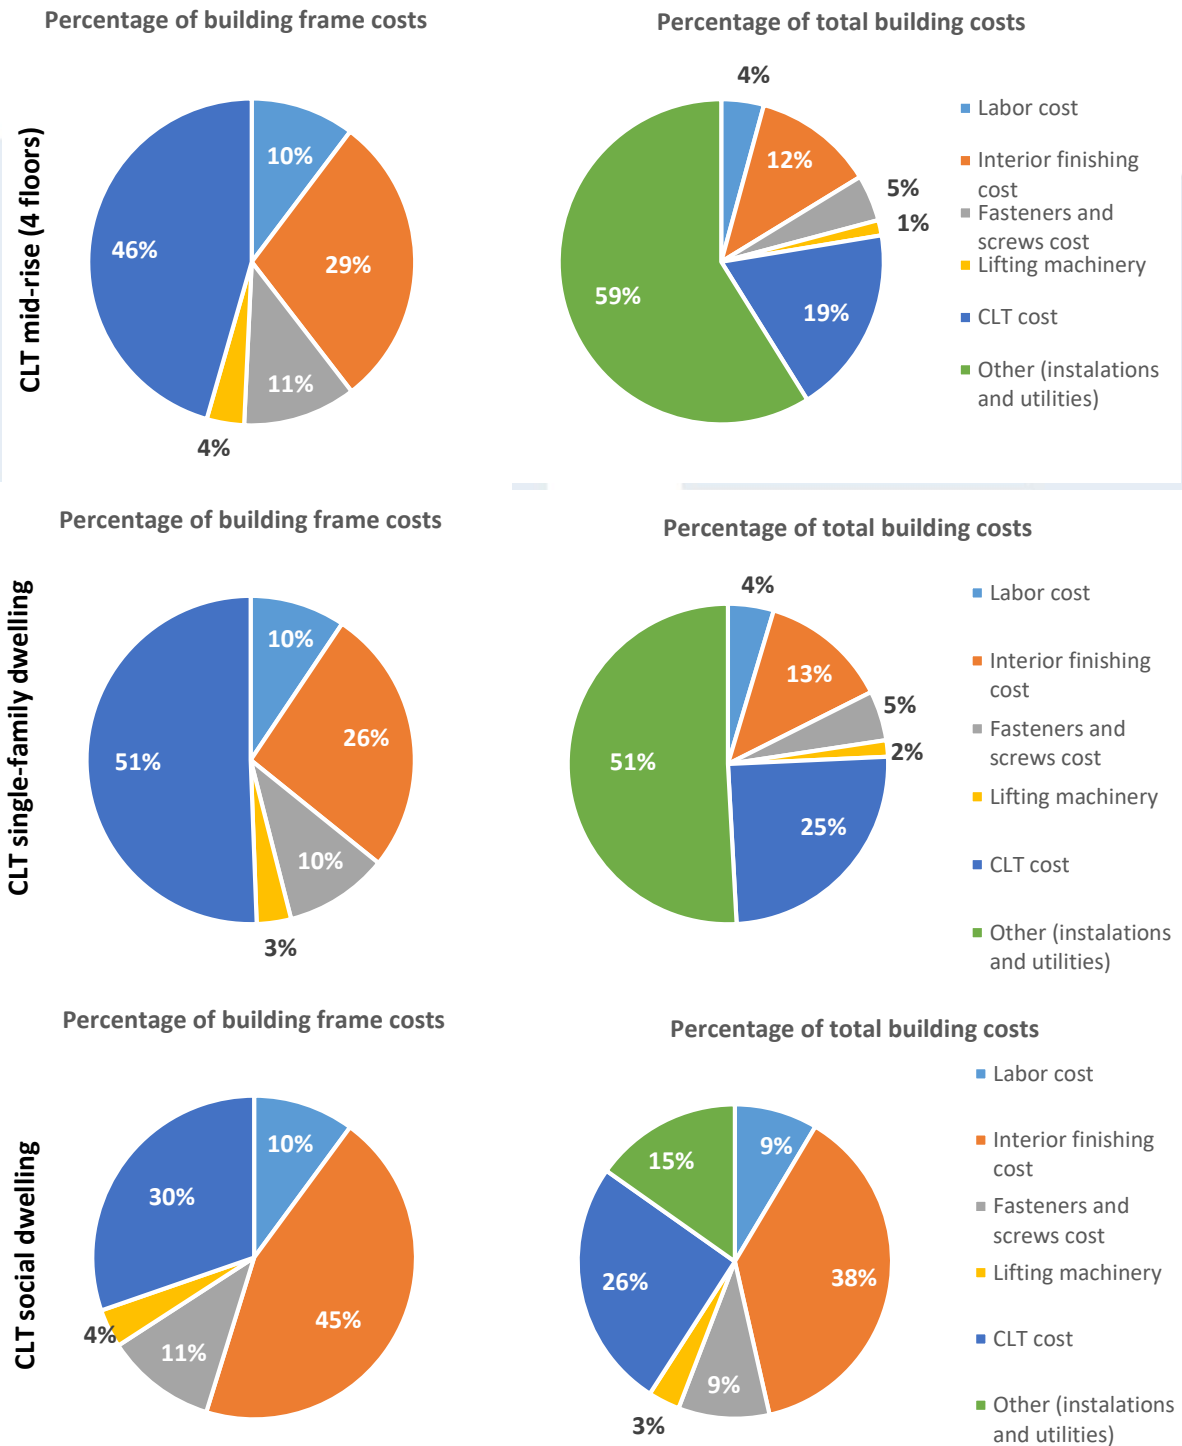 Percentage of building frame costs
Percentage of total building costs
CLT mid-rise (4 floors)
10%
29%
11%
4%
46%
4%
12%
5%
1%
19%
59%
Labor cost
Interior finishing
cost
Fasteners and
screws cost
Lifting machinery
CLT cost
Other (instalations
and utilities)
Percentage of building frame costs
Percentage of total building costs
CLT single-family dwelling
10%
26%
10%
3%
51%
4%
13%
5%
2%
25%
51%
Labor cost
Interior finishing
cost
Fasteners and
screws cost
Lifting machinery
CLT cost
Other (instalations
and utilities)
Percentage of building frame costs
Percentage of total building costs
CLT social dwelling
10%
45%
11%
4%
30%
9%
38%
9%
3%
26%
15%
Labor cost
Interior finishing
cost
Fasteners and
screws cost
Lifting machinery
CLT cost
Other (instalations
and utilities)